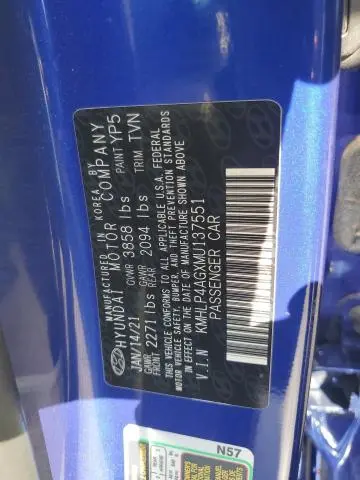 MANUFACTURED IN KOREA BY
HYUNDAI MOTOR COMPANY
JAN/14/21 GVWR 3858 lbs PAINT YP5
GAWR FRONT 2271 lbs GAWR REAR 2094 lbs TRIM TVN
THIS VEHICLE CONFORMS TO ALL APPLICABLE U.S.A. FEDERAL
MOTOR VEHICLE SAFETY, BUMPER, AND THEFT PREVENTION STANDARDS
IN EFFECT ON THE DATE OF MANUFACTURE SHOWN ABOVE
V.I.N KMHLP4AGXMU137551
PASSENGER CAR
N57